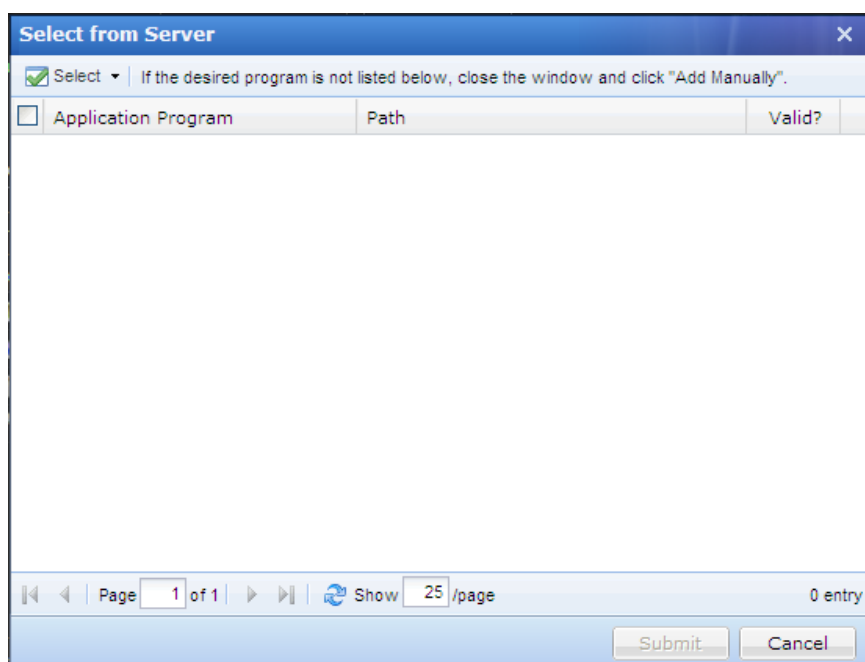 Select from Server
Select If the desired program is not listed below, close the window and click "Add Manually".
Application Program Path Valid?
Page 1 of 1 Show 25 /page 0 entry
Submit Cancel